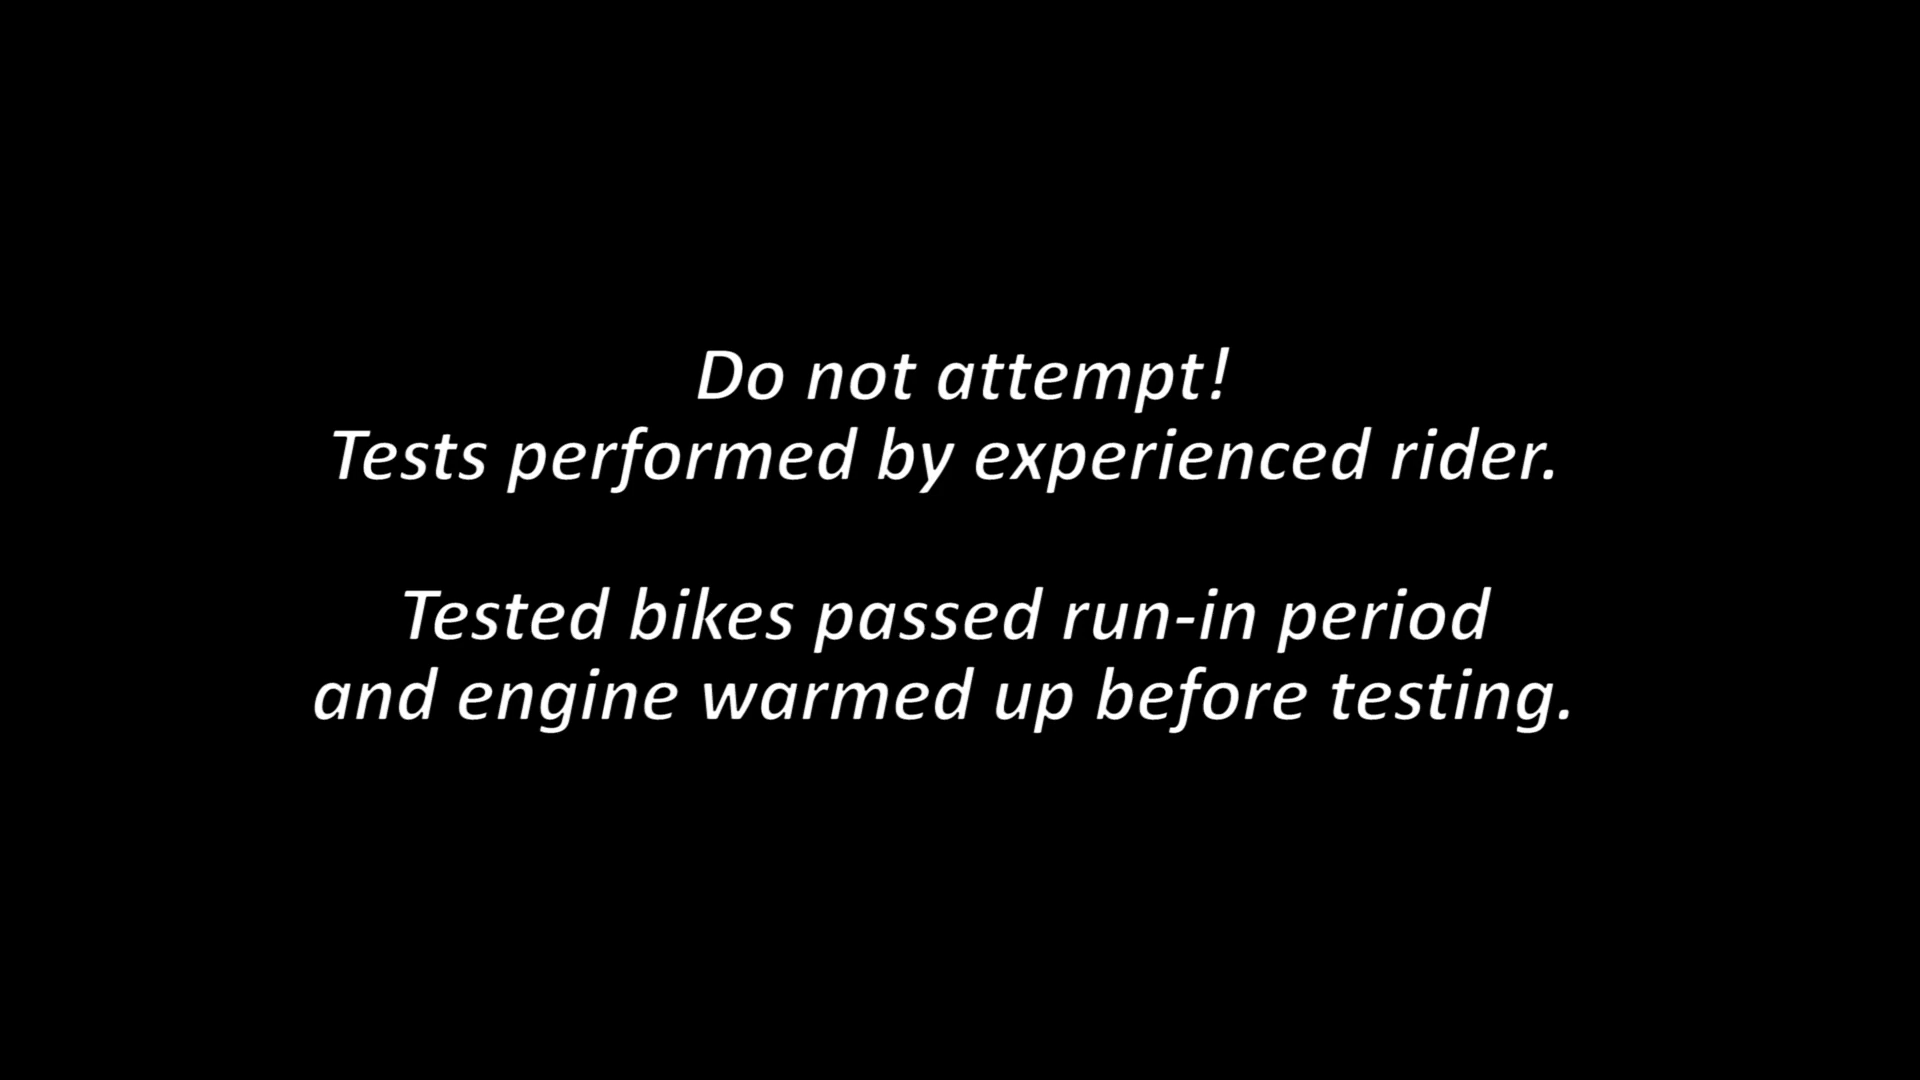 Do not attempt!
Tests performed by experienced rider.
Tested bikes passed run-in period
and engine warmed up before testing.